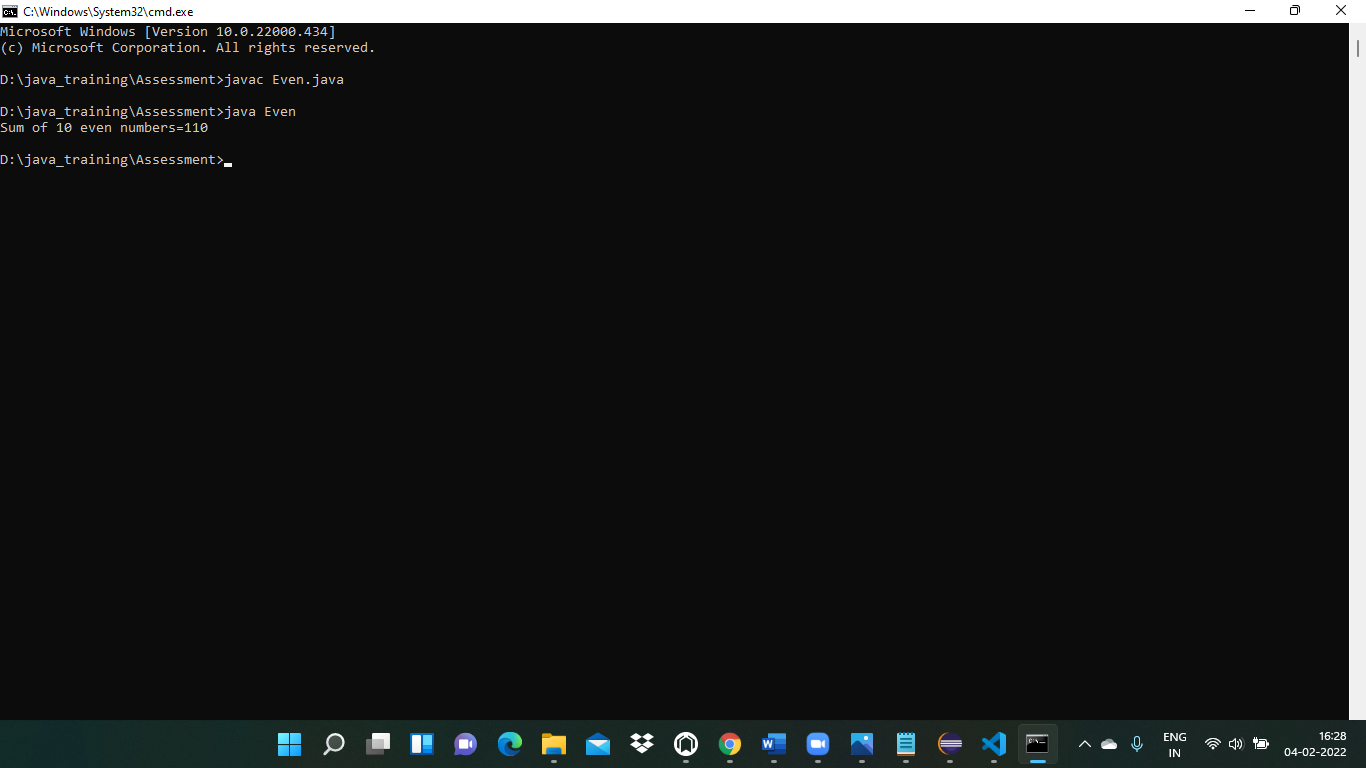 C:\Windows\System32\cmd.exe
Microsoft Windows [Version 10.0.22000.434]
(c) Microsoft Corporation. All rights reserved.
D:\java_training\Assessment>javac Even.java
D:\java_training\Assessment>java Even
Sum of 10 even numbers=110
D:\java_training\Assessment>
ENG
IN
16:28
04-02-2022